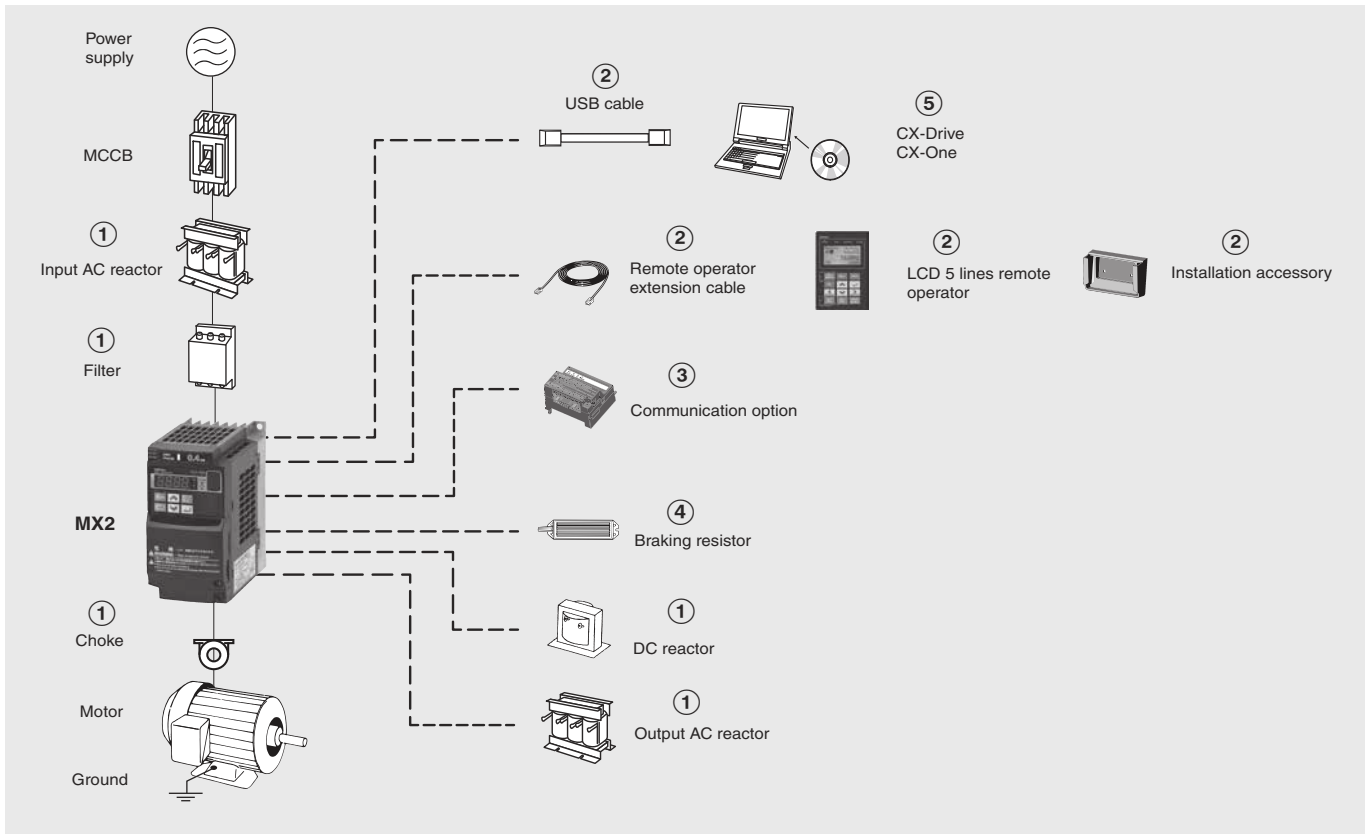 Power
supply
MCCB
①
Input AC reactor
①
Filter
MX2
①
Choke
Motor
Ground
②
USB cable
⑤
CX-Drive
CX-One
②
Remote operator
extension cable
②
LCD 5 lines remote
operator
②
Installation accessory
③
Communication option
④
Braking resistor
①
DC reactor
①
Output AC reactor